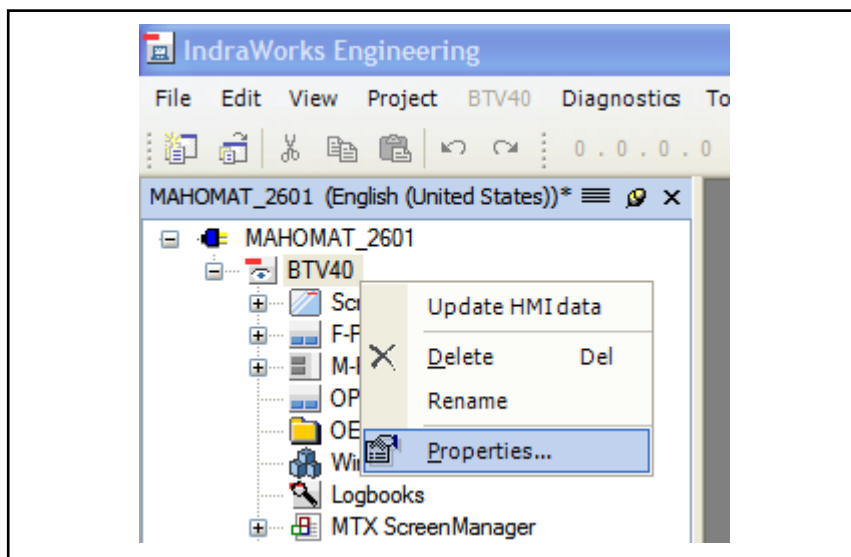 IndraWorks Engineering
File Edit View Project BTV40 Diagnostics To
0 . 0 . 0 . 0
MAHOMAT_2601 (English (United States))*
MAHOMAT_2601
BTV40
Update HMI data
Delete Del
Rename
Properties...
Logbooks
MTX ScreenManager